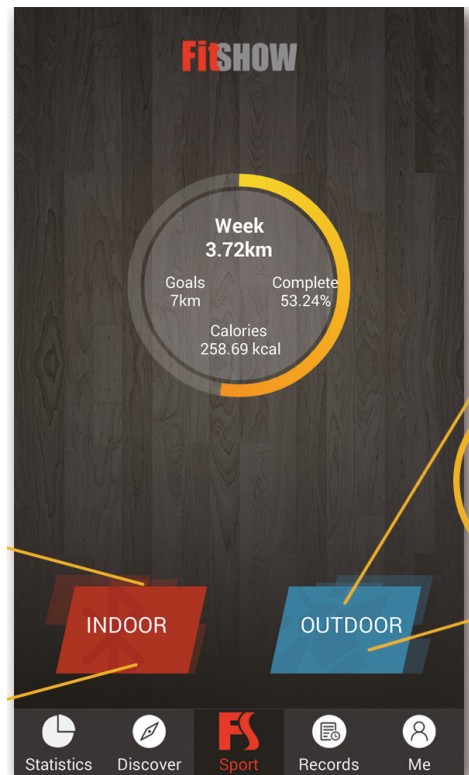 FitSHOW
Week
3.72km
Goals
7km
Complete
53.24%
Calories
258.69 kcal
INDOOR
OUTDOOR
FS
Statistics
Discover
Sport
Records
Me